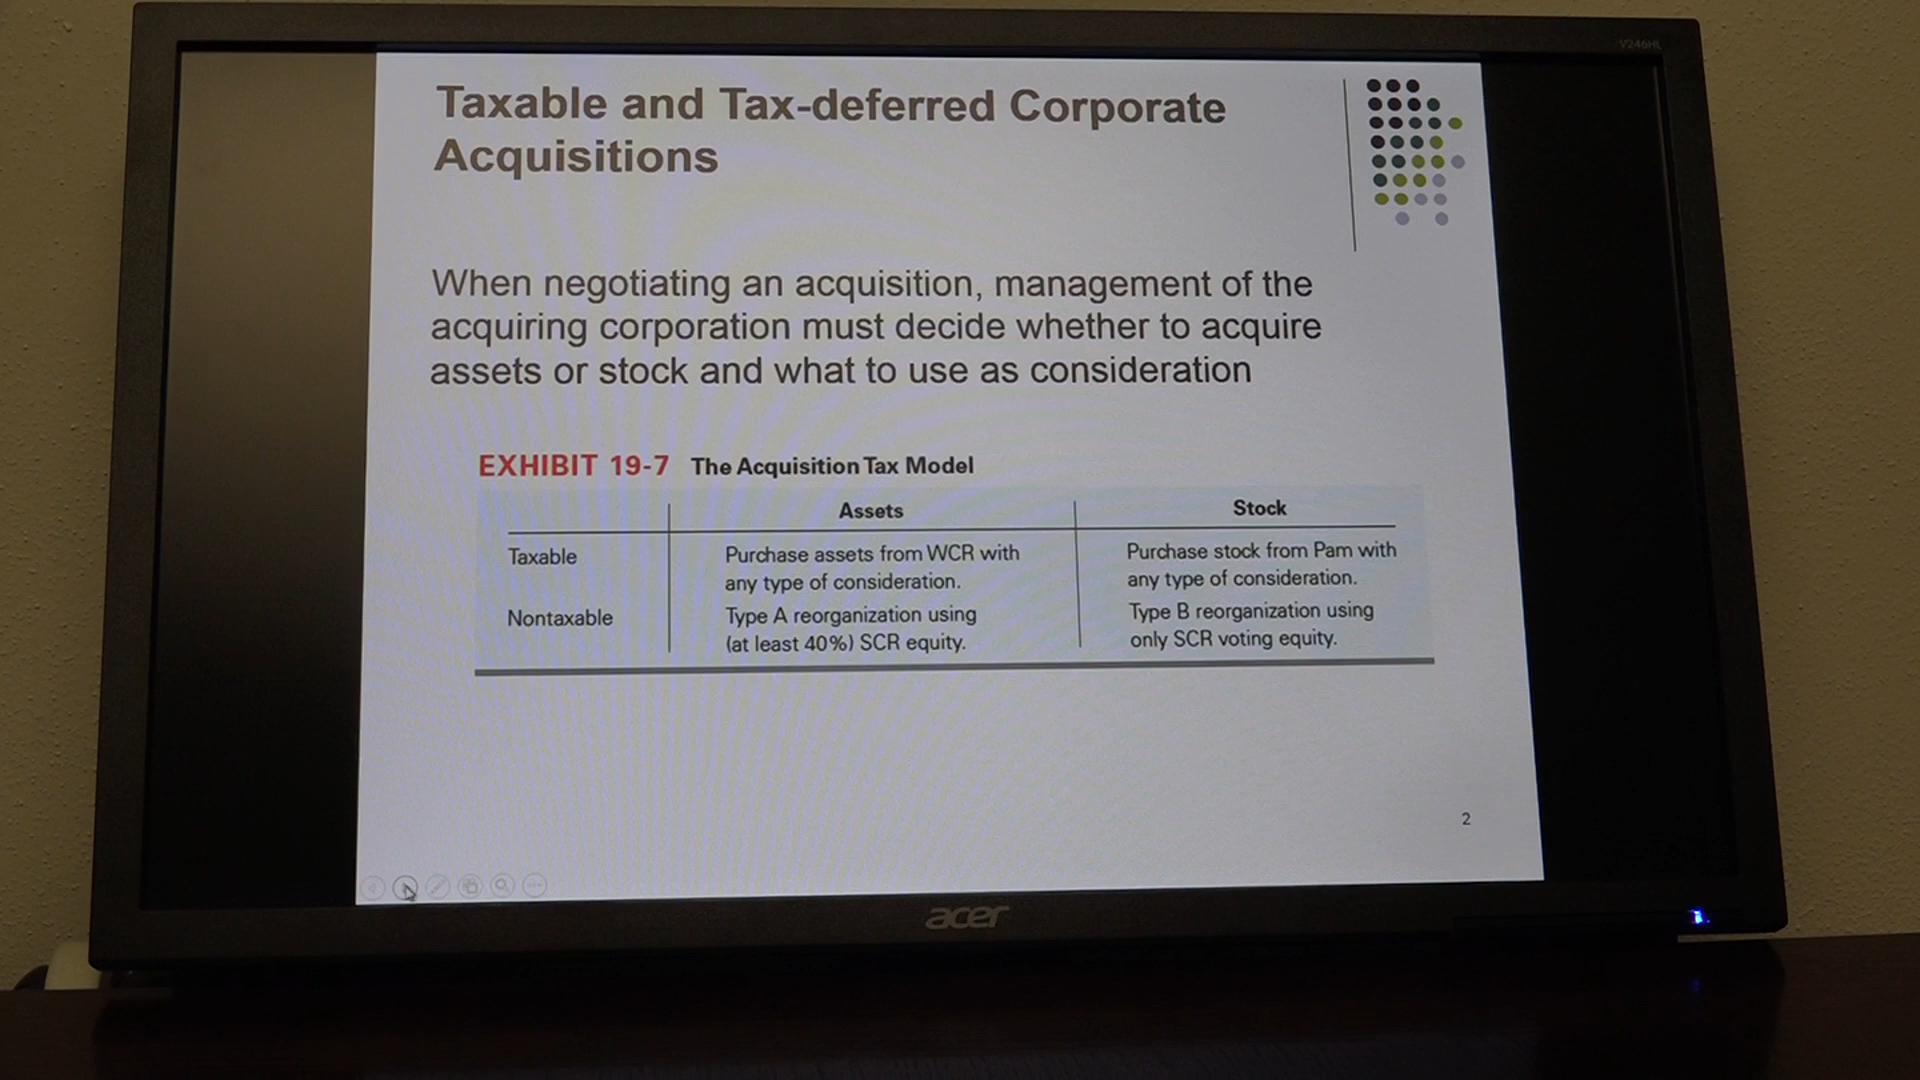 V246HL
Taxable and Tax-deferred Corporate
Acquisitions
When negotiating an acquisition, management of the
acquiring corporation must decide whether to acquire
assets or stock and what to use as consideration
EXHIBIT 19-7 The Acquisition Tax Model
Assets Stock
Taxable Purchase assets from WCR with Purchase stock from Pam with
any type of consideration. any type of consideration.
Nontaxable Type A reorganization using Type B reorganization using
(at least 40%) SCR equity. only SCR voting equity.
2
acer